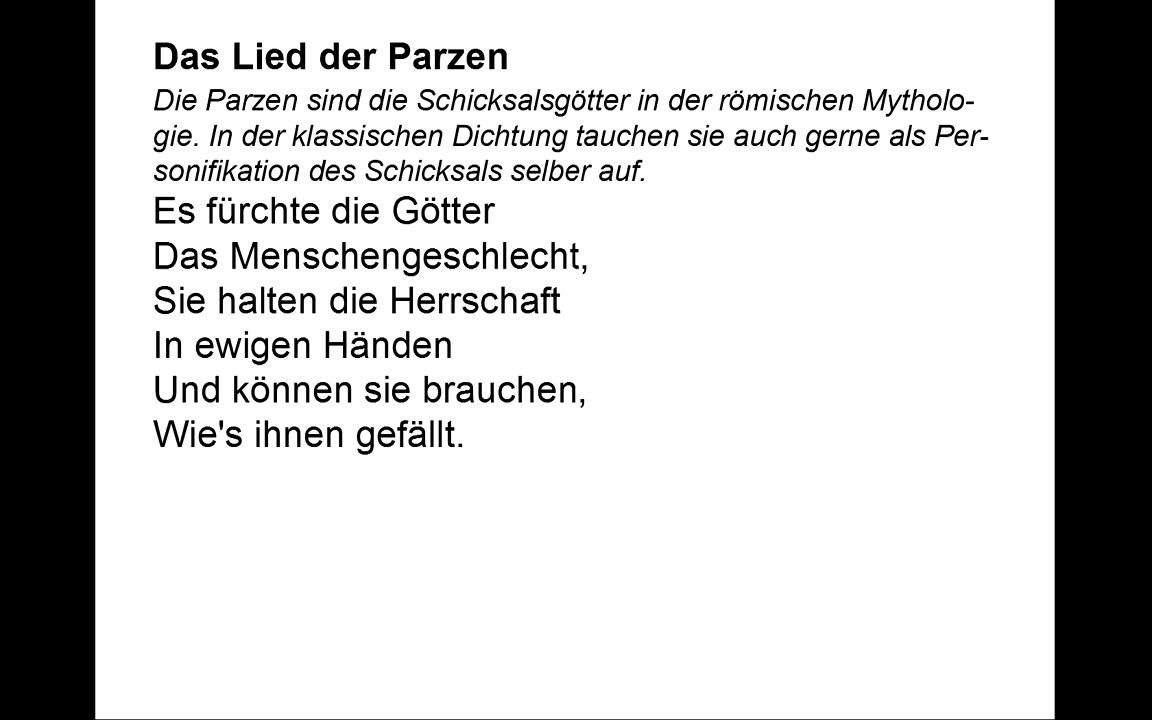 Das Lied der Parzen
Die Parzen sind die Schicksalsgötter in der römischen Mytholo-
gie. In der klassischen Dichtung tauchen sie auch gerne als Per-
sonifikation des Schicksals selber auf.
Es fürchte die Götter
Das Menschengeschlecht,
Sie halten die Herrschaft
In ewigen Händen
Und können sie brauchen,
Wie's ihnen gefällt.